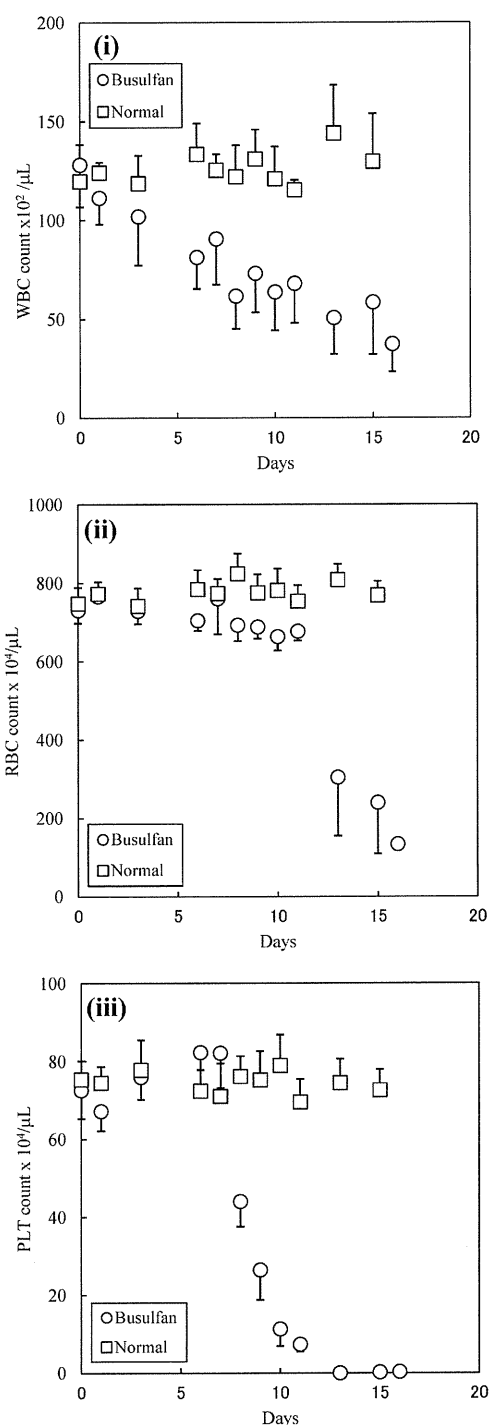 (i)
200
150
100
50
0
WBC count x10² /μL
Busulfan
Normal
0 5 10 15 20
Days
(ii)
1000
800
600
400
200
0
RBC count x 10⁴/μL
Busulfan
Normal
0 5 10 15 20
Days
(iii)
100
80
60
40
20
0
PLT count x 10⁴/μL
Busulfan
Normal
0 5 10 15 20
Days